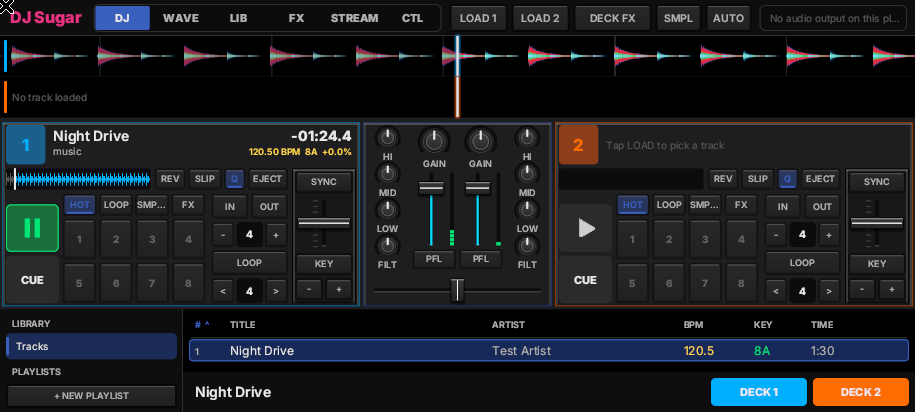 DJ Sugar DJ WAVE LIB FX STREAM CTL LOAD 1 LOAD 2 DECK FX SMPL AUTO No audio output on this pl...
No track loaded
1 Night Drive -01:24.4
music 120.50 BPM 8A +0.0%
REV SLIP Q EJECT SYNC
HOT LOOP SMP... FX IN OUT
1 2 3 4 - 4 +
LOOP KEY
CUE 5 6 7 8 < 4 > - +
HI GAIN GAIN HI
MID MID
LOW LOW
FILT PFL PFL FILT
2 Tap LOAD to pick a track
REV SLIP Q EJECT SYNC
HOT LOOP SMP... FX IN OUT
1 2 3 4 - 4 +
LOOP KEY
CUE 5 6 7 8 < 4 > - +
LIBRARY
Tracks
PLAYLISTS
+ NEW PLAYLIST
# ^ TITLE ARTIST BPM KEY TIME
1 Night Drive Test Artist 120.5 8A 1:30
Night Drive DECK 1 DECK 2